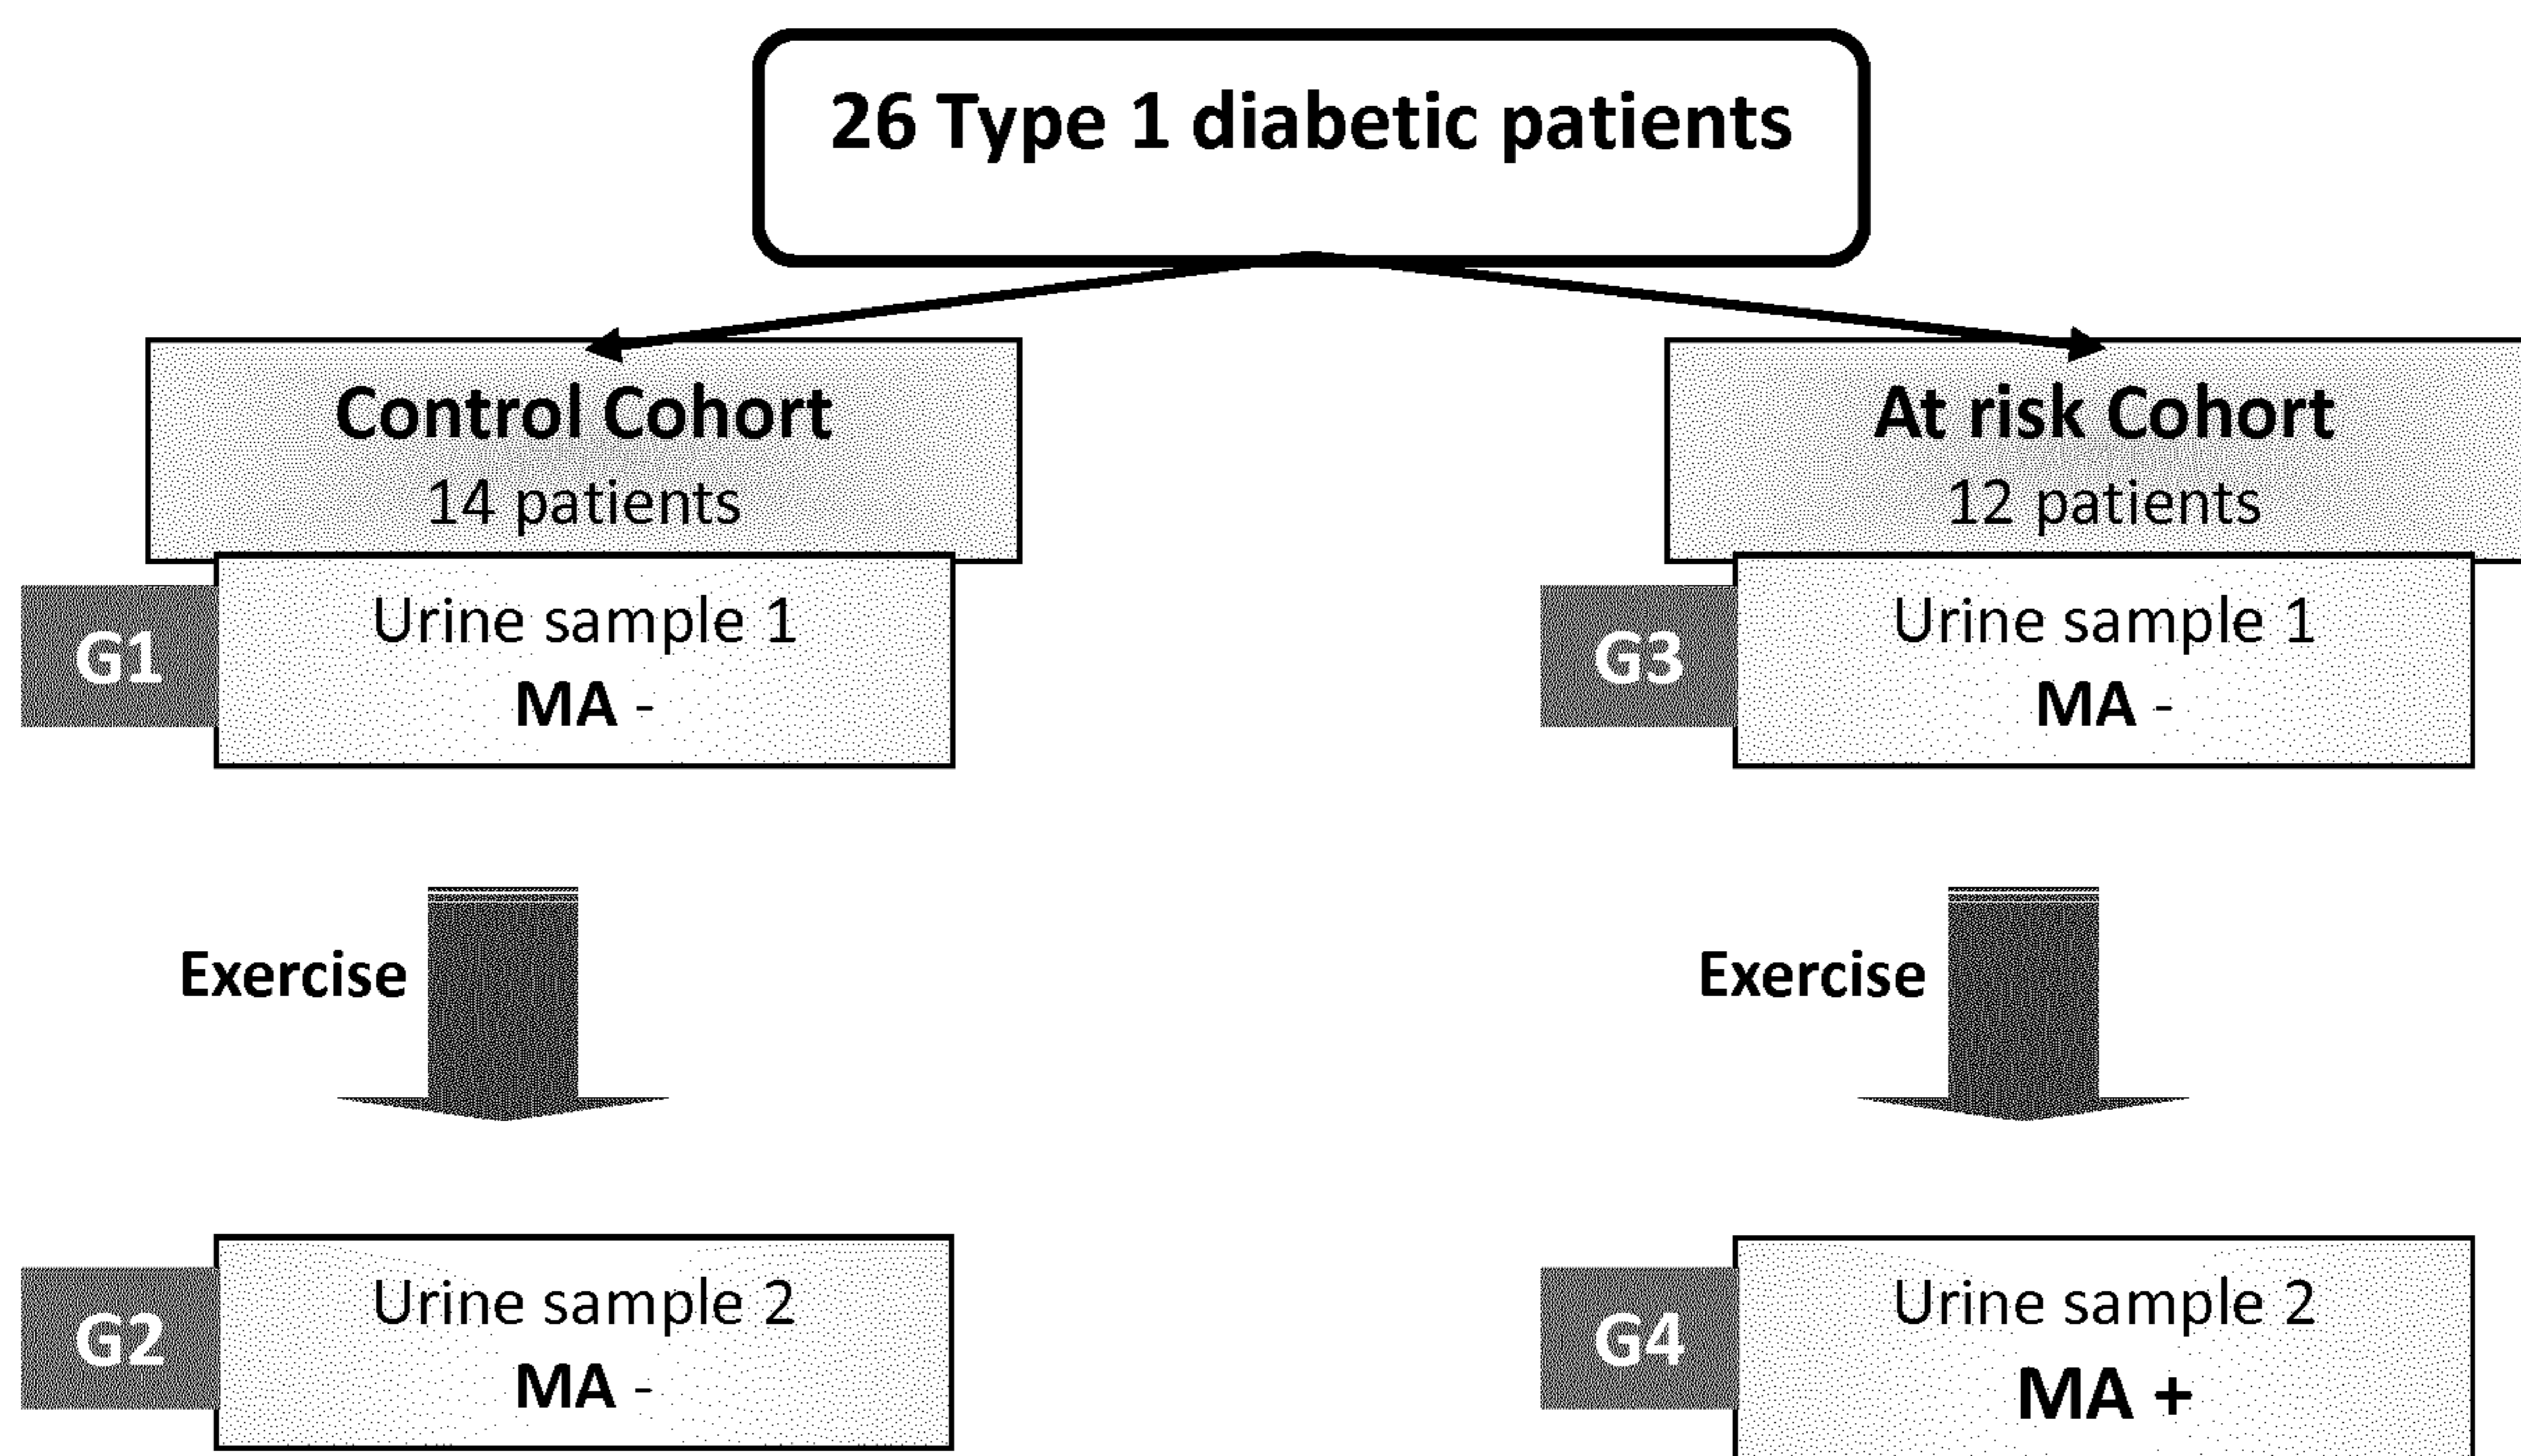 26 Type 1 diabetic patients
Control Cohort
14 patients
G1
Urine sample 1
MA -
Exercise
G2
Urine sample 2
MA -
At risk Cohort
12 patients
G3
Urine sample 1
MA -
Exercise
G4
Urine sample 2
MA +